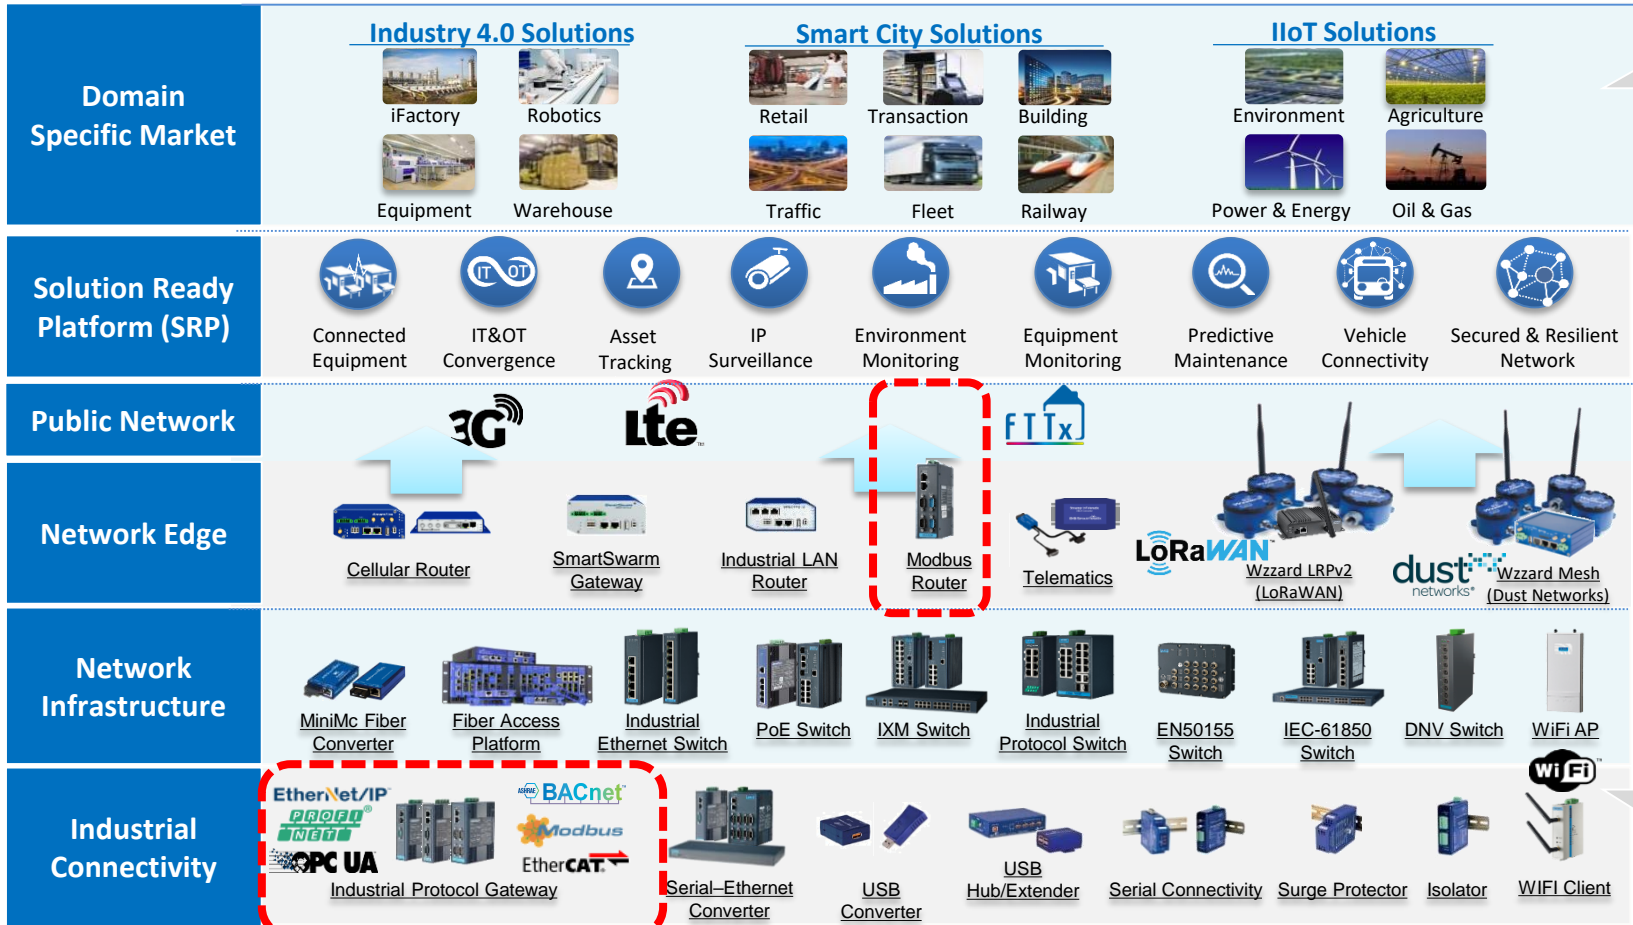 Domain
Specific Market
Industry 4.0 Solutions
Smart City Solutions
IIoT Solutions
iFactory
Robotics
Retail
Transaction
Building
Environment
Agriculture
Equipment
Warehouse
Traffic
Fleet
Railway
Power & Energy
Oil & Gas
Solution Ready
Platform (SRP)
IT OT
Connected
Equipment
IT&OT
Convergence
Asset
Tracking
IP
Surveillance
Environment
Monitoring
Equipment
Monitoring
Predictive
Maintenance
Vehicle
Connectivity
Secured & Resilient
Network
Public Network
3G
Lte
FTTx
Network Edge
Cellular Router
SmartSwarm
Gateway
Industrial LAN
Router
Modbus
Router
Telematics
LoRaWAN
Wzzard LRPv2
(LoRaWAN)
dust
networks
Wzzard Mesh
(Dust Networks)
Network
Infrastructure
MiniMc Fiber
Converter
Fiber Access
Platform
Industrial
Ethernet Switch
PoE Switch
IXM Switch
Industrial
Protocol Switch
EN50155
Switch
IEC-61850
Switch
DNV Switch
WiFi AP
Industrial
Connectivity
EtherNet/IP
PROFI
NET
OPC UA
ASHRAE BACnet
Modbus
EtherCAT
Industrial Protocol Gateway
Serial–Ethernet
Converter
USB
Converter
USB
Hub/Extender
Serial Connectivity
Surge Protector
Isolator
WiFi
WIFI Client